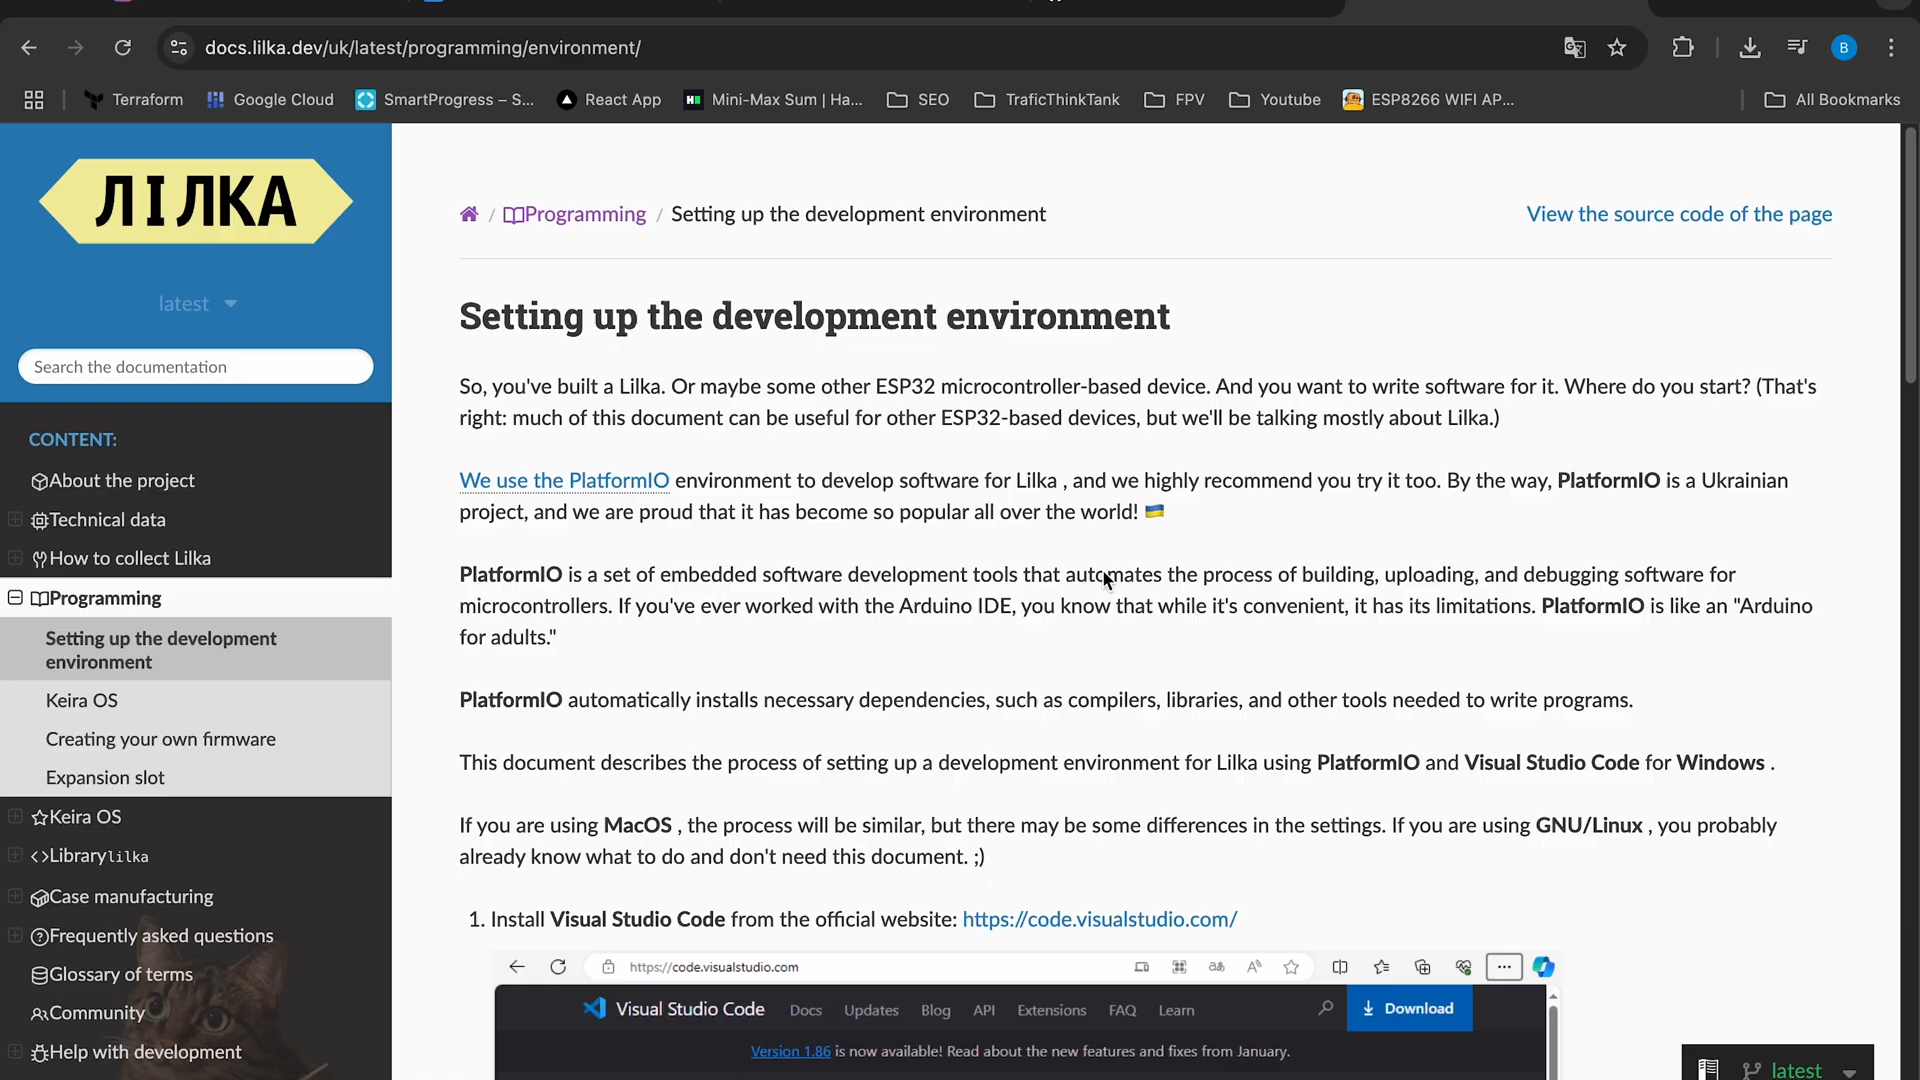 docs.lilka.dev/uk/latest/programming/environment/
B
Terraform
Google Cloud
SmartProgress – S...
React App
Mini-Max Sum | Ha...
SEO
TraficThinkTank
FPV
Youtube
ESP8266 WIFI AP...
All Bookmarks
ЛІЛКА
latest
Search the documentation
CONTENT:
About the project
Technical data
How to collect Lilka
Programming
Setting up the development
environment
Keira OS
Creating your own firmware
Expansion slot
Keira OS
Library lilka
Case manufacturing
Frequently asked questions
Glossary of terms
Community
Help with development
/ Programming / Setting up the development environment
View the source code of the page
Setting up the development environment
So, you've built a Lilka. Or maybe some other ESP32 microcontroller-based device. And you want to write software for it. Where do you start? (That's
right: much of this document can be useful for other ESP32-based devices, but we'll be talking mostly about Lilka.)
We use the PlatformIO environment to develop software for Lilka , and we highly recommend you try it too. By the way, PlatformIO is a Ukrainian
project, and we are proud that it has become so popular all over the world! 🇺🇦
PlatformIO is a set of embedded software development tools that automates the process of building, uploading, and debugging software for
microcontrollers. If you've ever worked with the Arduino IDE, you know that while it's convenient, it has its limitations. PlatformIO is like an "Arduino
for adults."
PlatformIO automatically installs necessary dependencies, such as compilers, libraries, and other tools needed to write programs.
This document describes the process of setting up a development environment for Lilka using PlatformIO and Visual Studio Code for Windows .
If you are using MacOS , the process will be similar, but there may be some differences in the settings. If you are using GNU/Linux , you probably
already know what to do and don't need this document. ;)
1. Install Visual Studio Code from the official website: https://code.visualstudio.com/
https://code.visualstudio.com
Visual Studio Code
Docs
Updates
Blog
API
Extensions
FAQ
Learn
Download
Version 1.86 is now available! Read about the new features and fixes from January.
latest